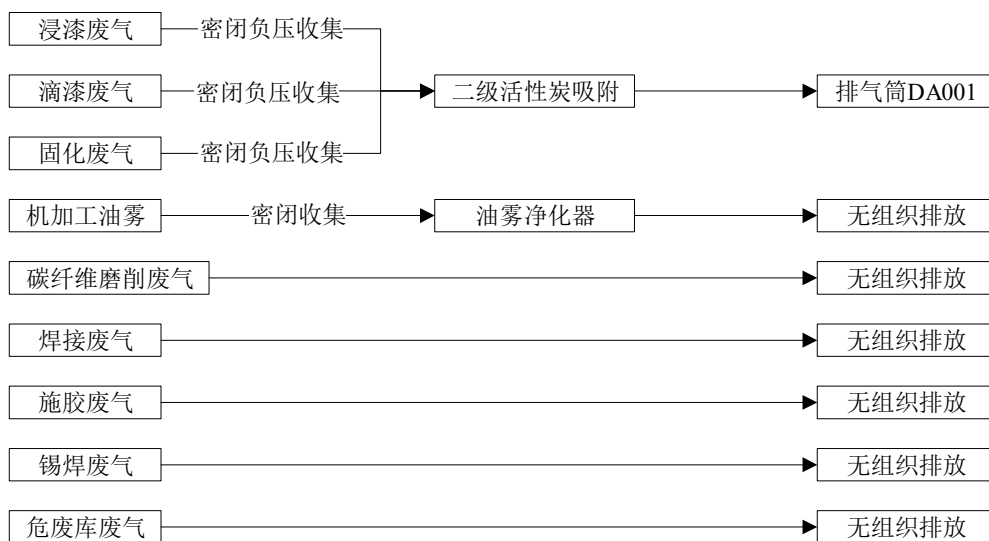 浸漆废气 密闭负压收集
滴漆废气 密闭负压收集 二级活性炭吸附 排气筒DA001
固化废气 密闭负压收集
机加工油雾 密闭收集 油雾净化器 无组织排放
碳纤维磨削废气 无组织排放
焊接废气 无组织排放
施胶废气 无组织排放
锡焊废气 无组织排放
危废库废气 无组织排放